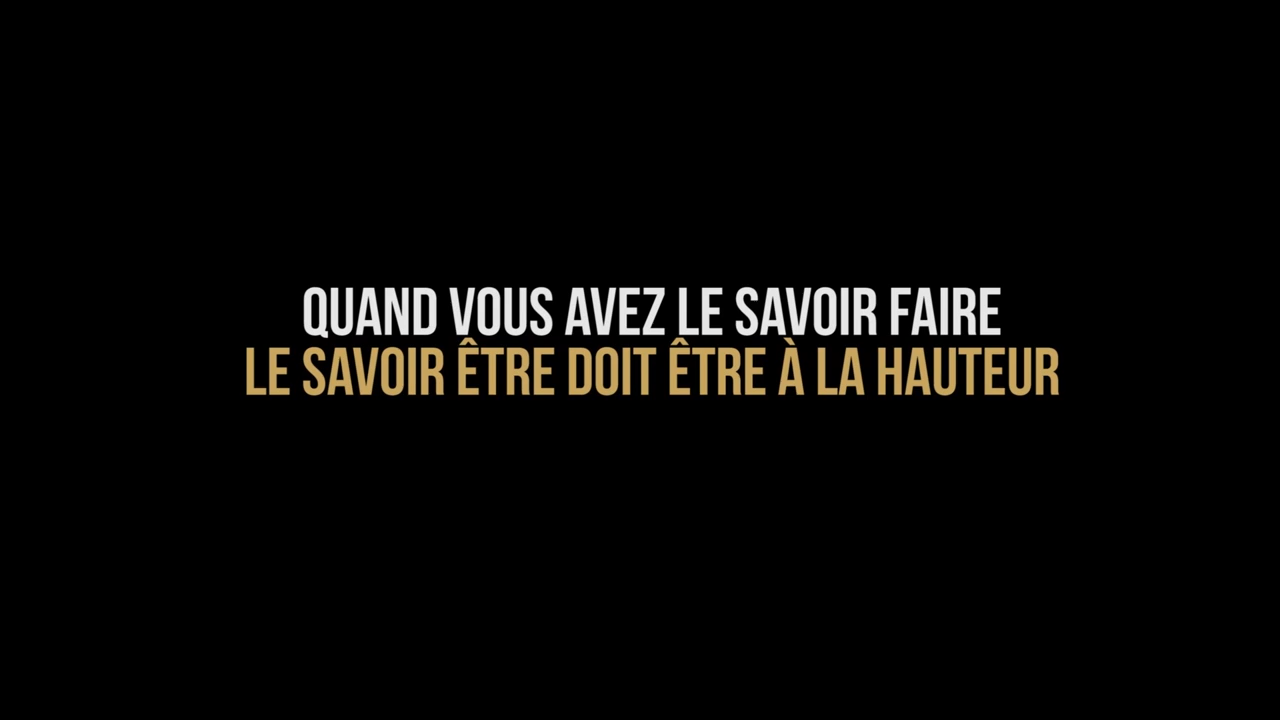 QUAND VOUS AVEZ LE SAVOIR FAIRE
LE SAVOIR ÊTRE DOIT ÊTRE À LA HAUTEUR